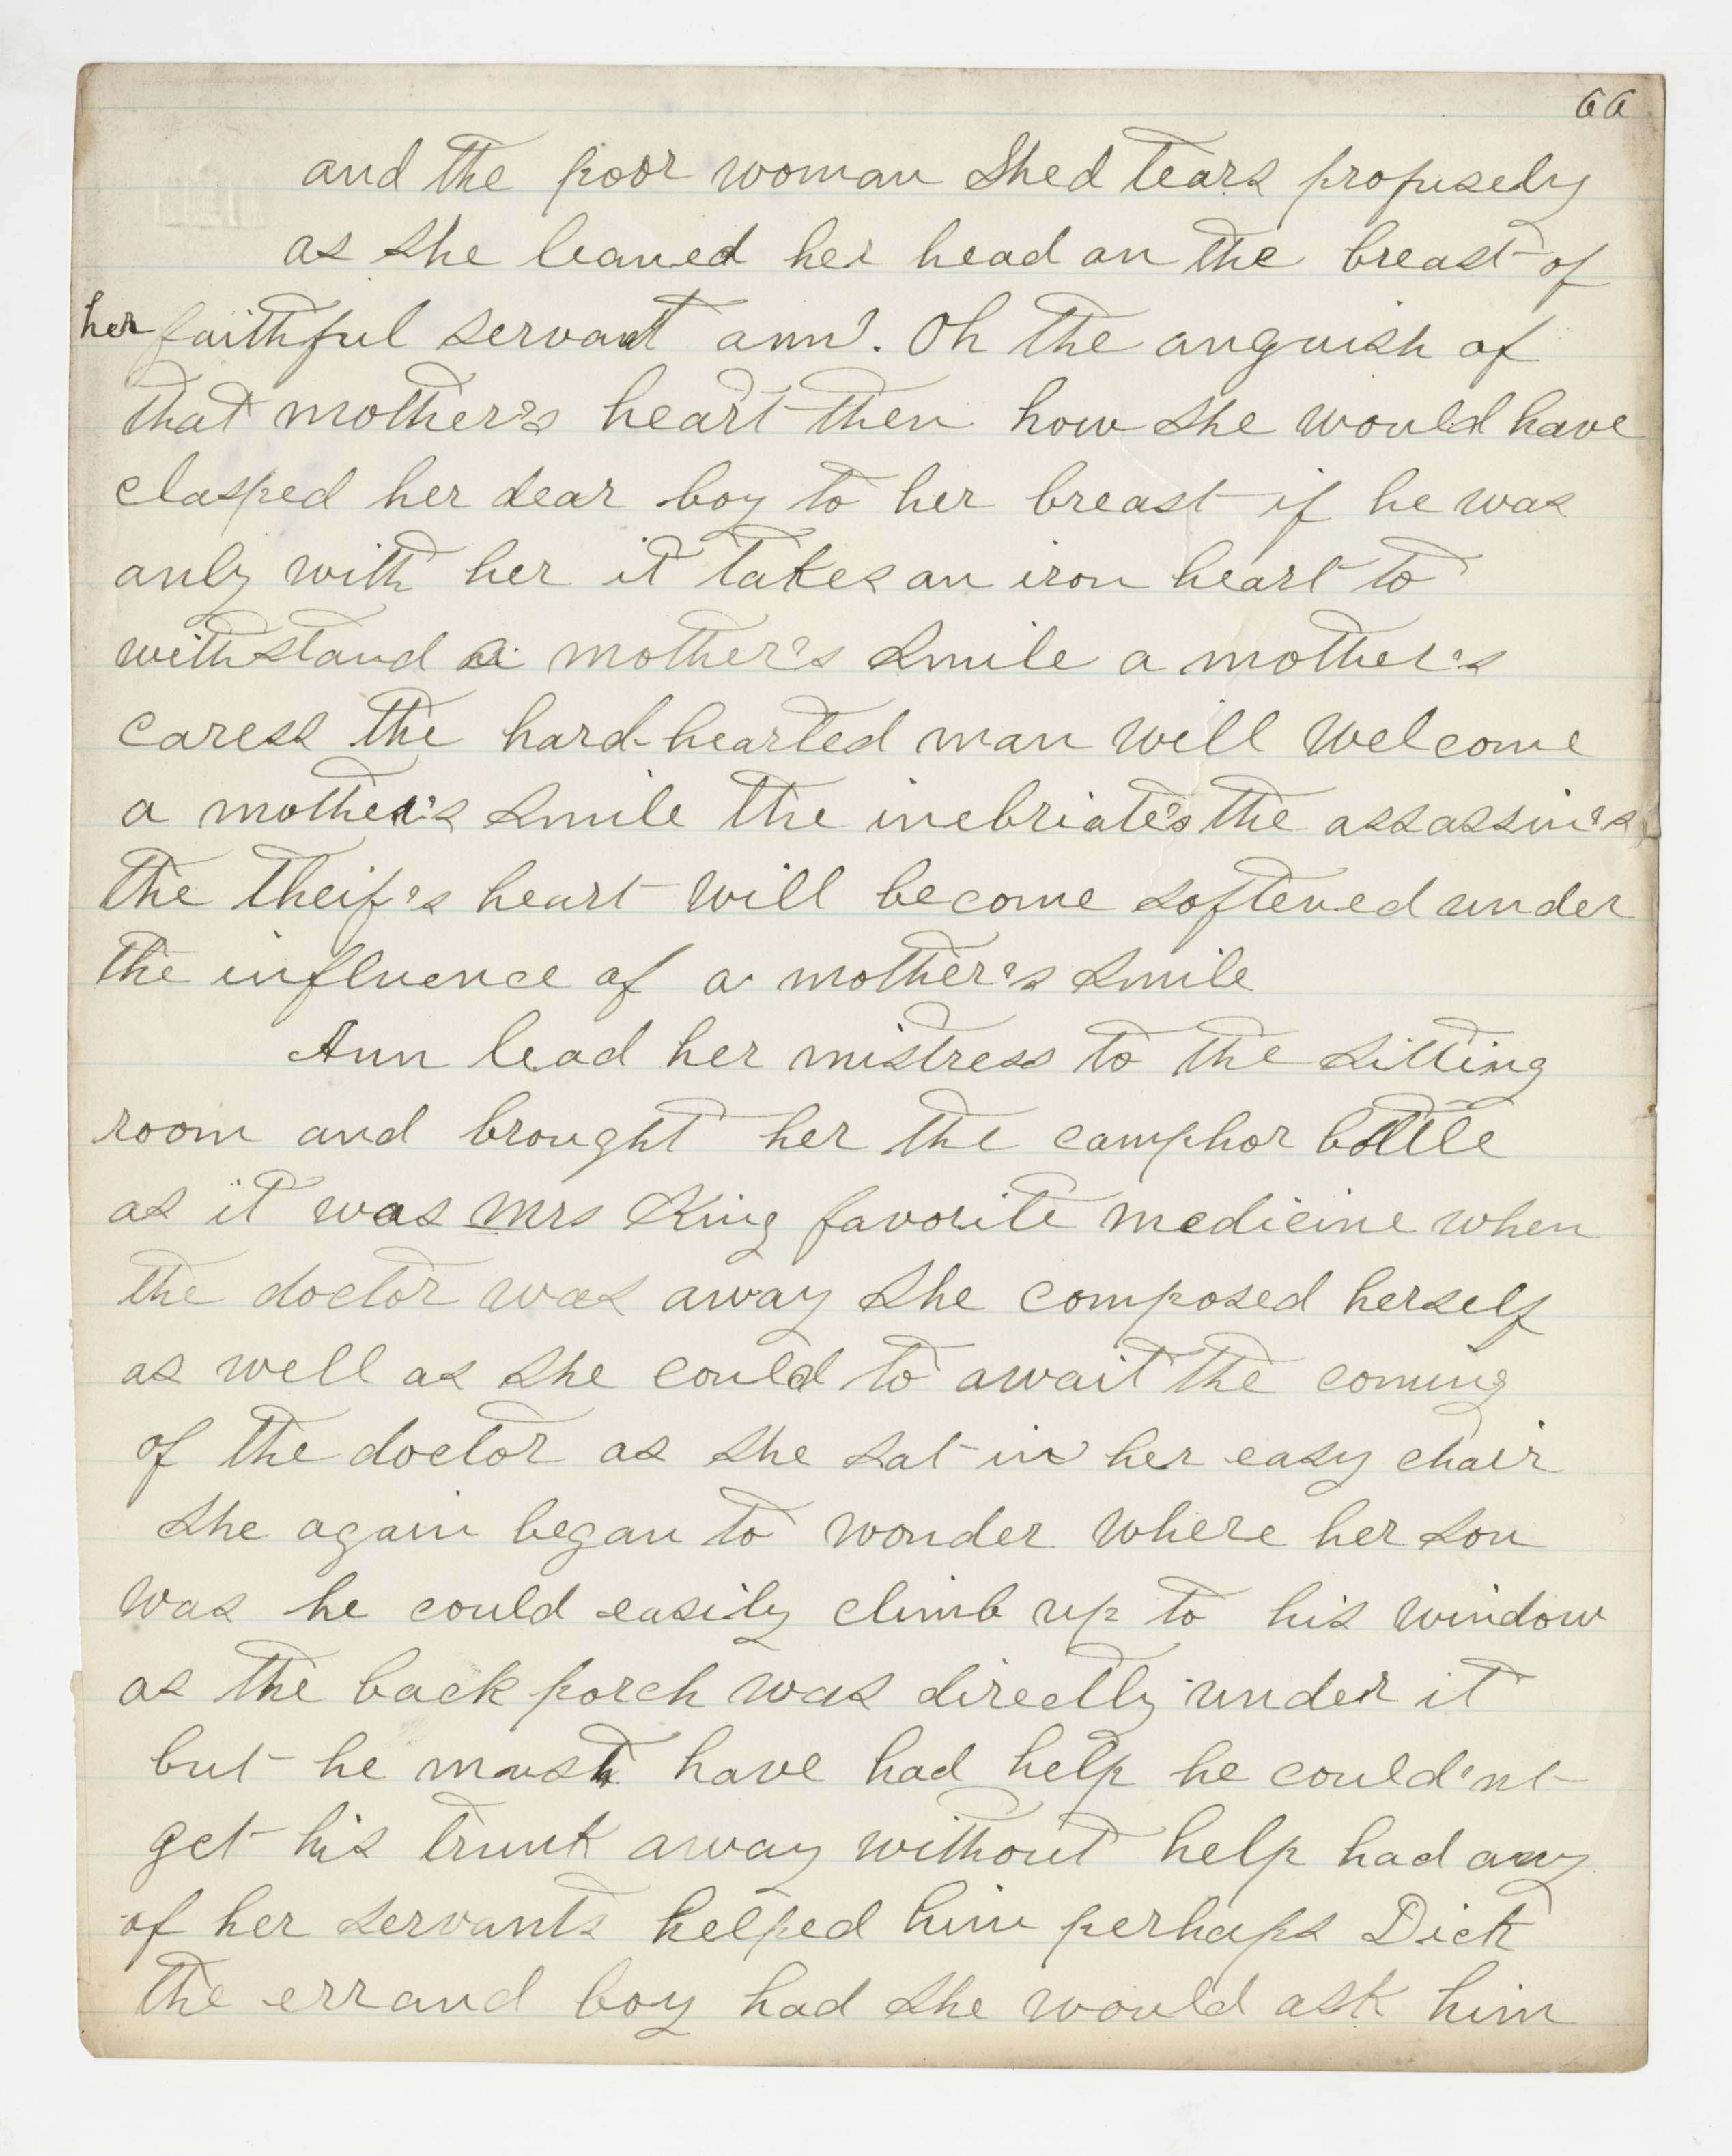 66
and the poor woman shed tears profusely
as she leaned her head on the breast of
her faithful servant ann. Oh the anguish of
that mother's heart then how she would have
clasped her dear boy to her breast if he was
only with her it takes an iron heart to
withstand a mother's smile a mother's
caress the hard-hearted man will welcome
a mother's smile the inebriate's the assassin's
the theif's heart will become softened under
the influence of a mother's smile
Ann lead her mistress to the sitting
room and brought her the camphor bottle
as it was Mrs King favorite medicine when
the doctor was away she composed herself
as well as she could to await the coming
of the doctor as she sat in her easy chair
she again began to wonder where her son
was he could easily climb up to his window
as the back porch was directly under it
but he must have had help he could'nt
get his trunk away without help had any
of her servants helped him perhaps Dick
the errand boy had she would ask him